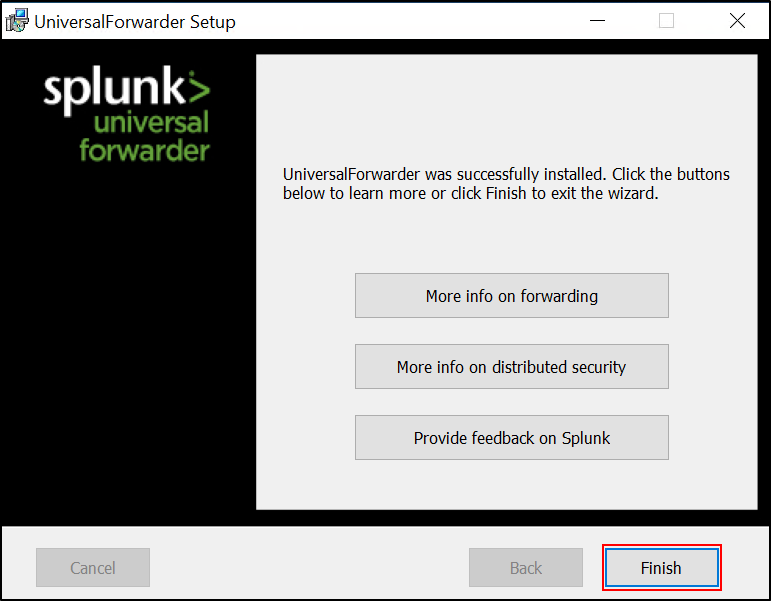 UniversalForwarder Setup
splunk>
universal
forwarder
UniversalForwarder was successfully installed. Click the buttons
below to learn more or click Finish to exit the wizard.
More info on forwarding
More info on distributed security
Provide feedback on Splunk
Cancel
Back
Finish